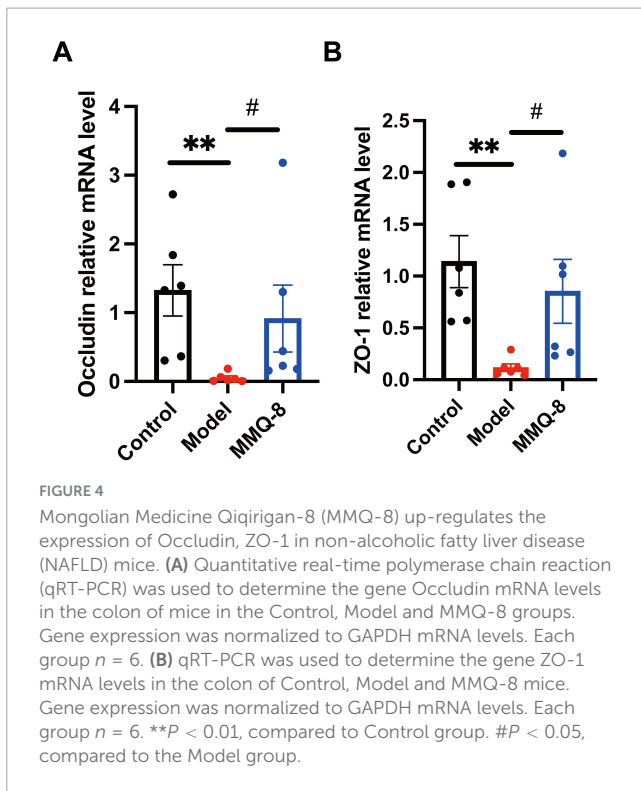 A
B
Occludin relative mRNA level
4
3
2
1
0
**
#
Control
Model
MMQ-8
ZO-1 relative mRNA level
2.5
2.0
1.5
1.0
0.5
0.0
**
#
Control
Model
MMQ-8
FIGURE 4
Mongolian Medicine Qiqirigan-8 (MMQ-8) up-regulates the
expression of Occludin, ZO-1 in non-alcoholic fatty liver disease
(NAFLD) mice. (A) Quantitative real-time polymerase chain reaction
(qRT-PCR) was used to determine the gene Occludin mRNA levels
in the colon of mice in the Control, Model and MMQ-8 groups.
Gene expression was normalized to GAPDH mRNA levels. Each
group n = 6. (B) qRT-PCR was used to determine the gene ZO-1
mRNA levels in the colon of Control, Model and MMQ-8 mice.
Gene expression was normalized to GAPDH mRNA levels. Each
group n = 6. **P < 0.01, compared to Control group. #P < 0.05,
compared to the Model group.